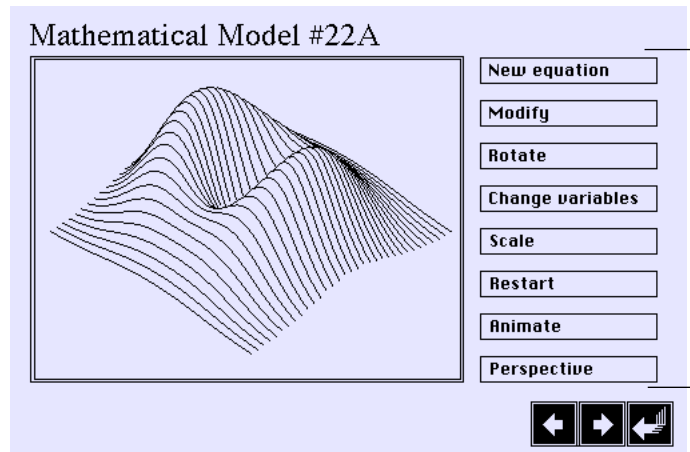 Mathematical Model #22A
New equation
Modify
Rotate
Change variables
Scale
Restart
Animate
Perspective